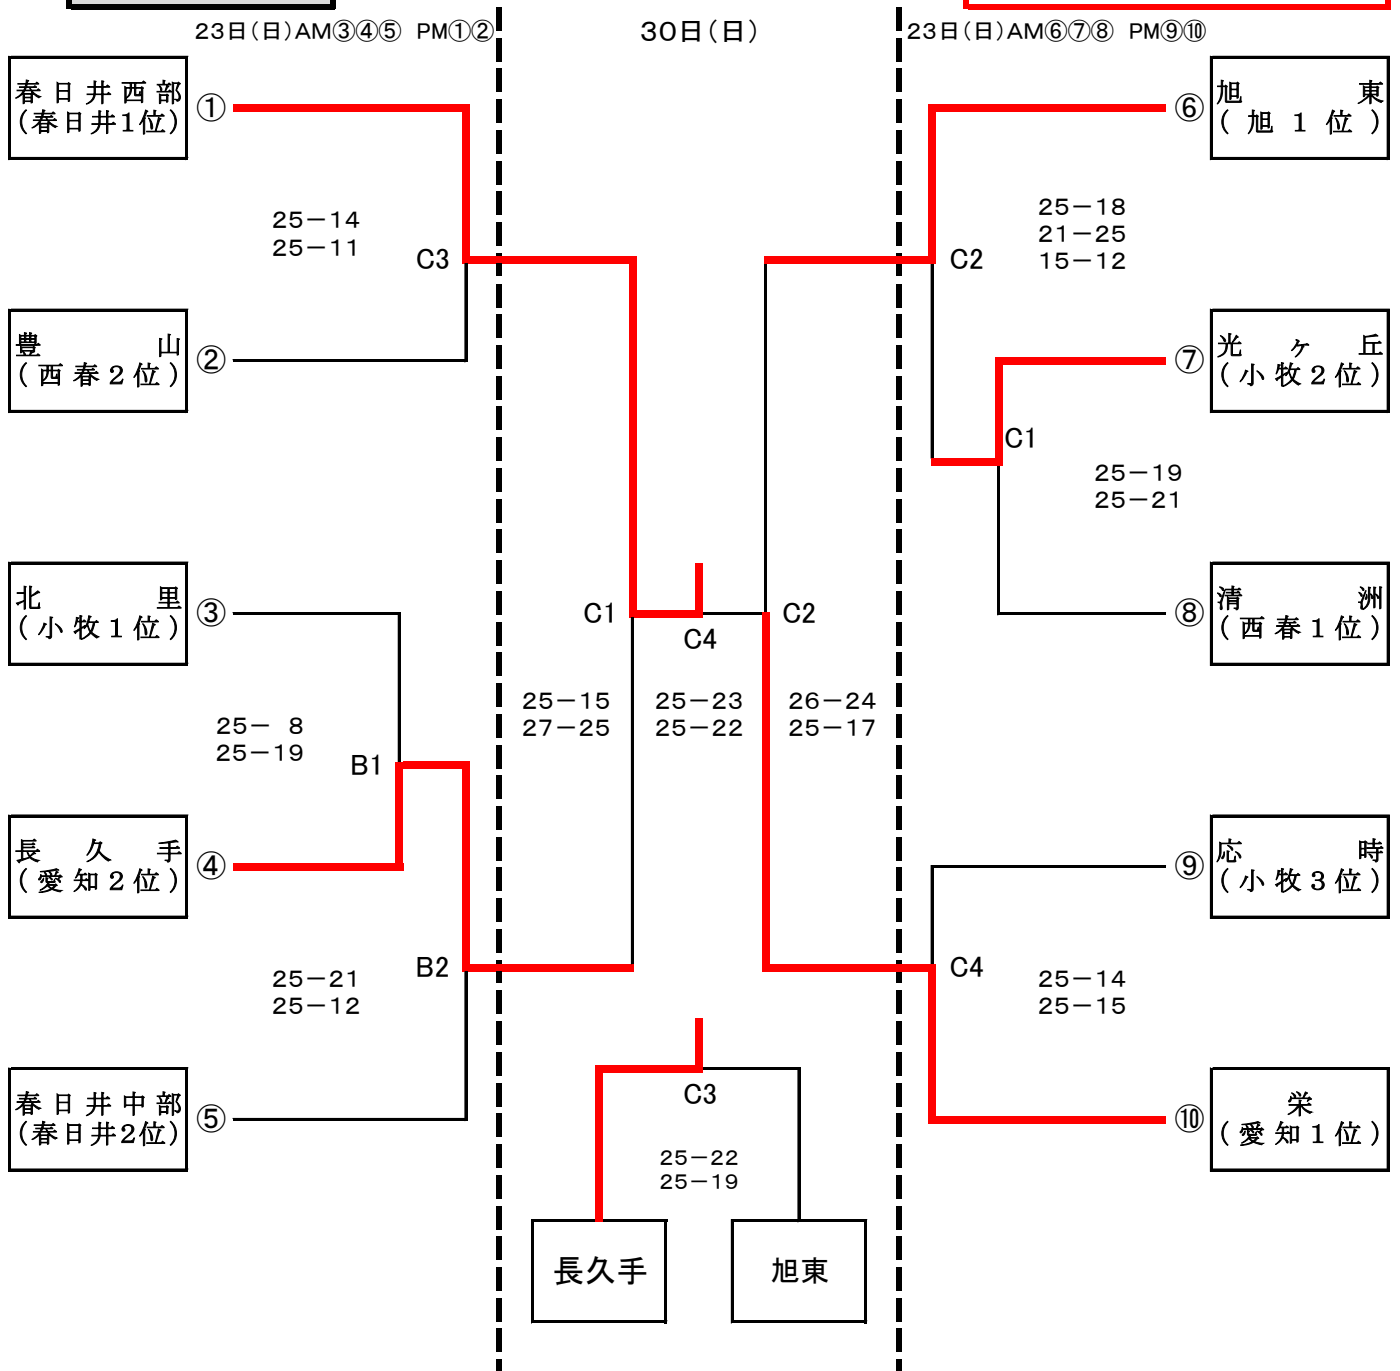 23日(日)AM③④⑤ PM①②
30日(日)
23日(日)AM⑥⑦⑧ PM⑨⑩
春日井西部
(春日井1位)
①
25-14
25-11
C3
豊山
(西春2位)
②
北里
(小牧1位)
③
25- 8
25-19
B1
長久手
(愛知2位)
④
25-21
25-12
B2
春日井中部
(春日井2位)
⑤
C1
25-15
27-25
C4
25-23
25-22
C2
26-24
25-17
C3
25-22
25-19
長久手
旭東
⑥
旭東
(旭1位)
25-18
21-25
15-12
C2
⑦
光ヶ丘
(小牧2位)
C1
25-19
25-21
⑧
清洲
(西春1位)
⑨
応時
(小牧3位)
C4
25-14
25-15
⑩
栄
(愛知1位)